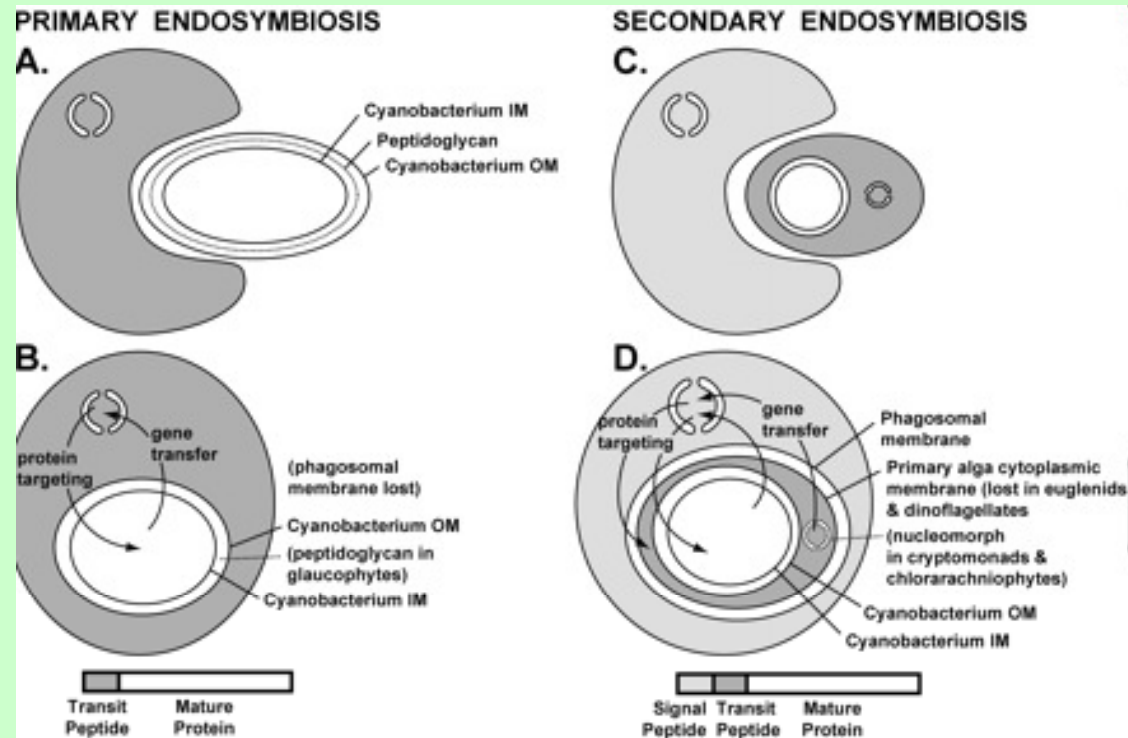 PRIMARY ENDOSYMBIOSIS
A.
Cyanobacterium IM
Peptidoglycan
Cyanobacterium OM
B.
protein
targeting
gene
transfer
(phagosomal
membrane lost)
Cyanobacterium OM
(peptidoglycan in
glaucophytes)
Cyanobacterium IM
Transit
Peptide
Mature
Protein
SECONDARY ENDOSYMBIOSIS
C.
D.
protein
targeting
gene
transfer
Phagosomal
membrane
Primary alga cytoplasmic
membrane (lost in euglenids
& dinoflagellates
(nucleomorph
in cryptomonads &
chlorarachniophytes)
Cyanobacterium OM
Cyanobacterium IM
Signal
Peptide
Transit
Peptide
Mature
Protein